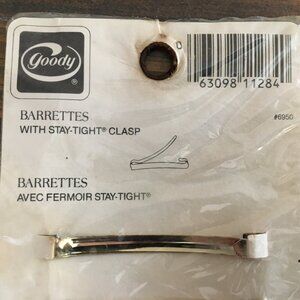 Goody
0
63098 11284
BARRETTES
WITH STAY-TIGHT® CLASP
#6950
BARRETTES
AVEC FERMOIR STAY-TIGHT®